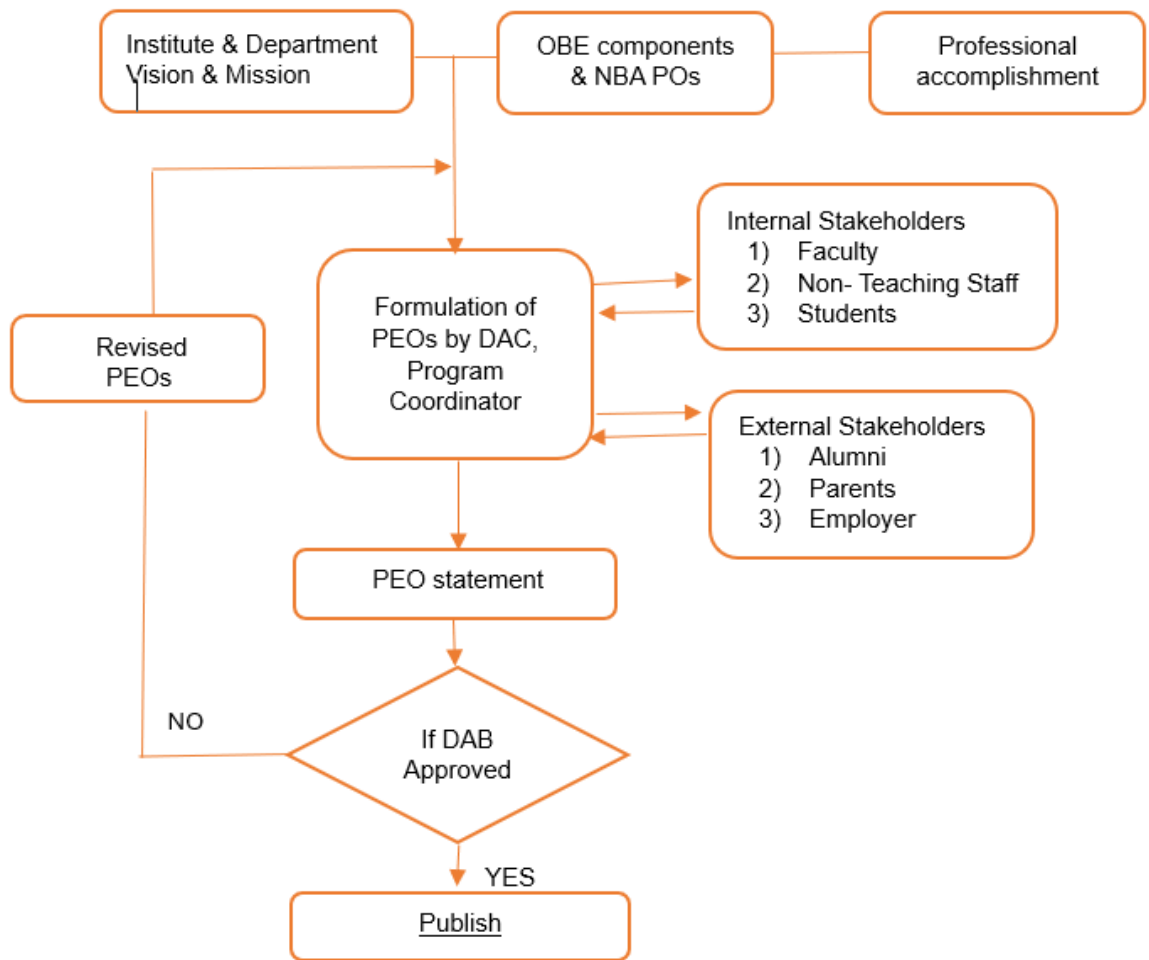 Institute & Department
Vision & Mission
OBE components
& NBA POs
Professional
accomplishment
Internal Stakeholders
1) Faculty
2) Non- Teaching Staff
3) Students
Formulation of
PEOs by DAC,
Program
Coordinator
Revised
PEOs
External Stakeholders
1) Alumni
2) Parents
3) Employer
PEO statement
NO
If DAB
Approved
YES
Publish